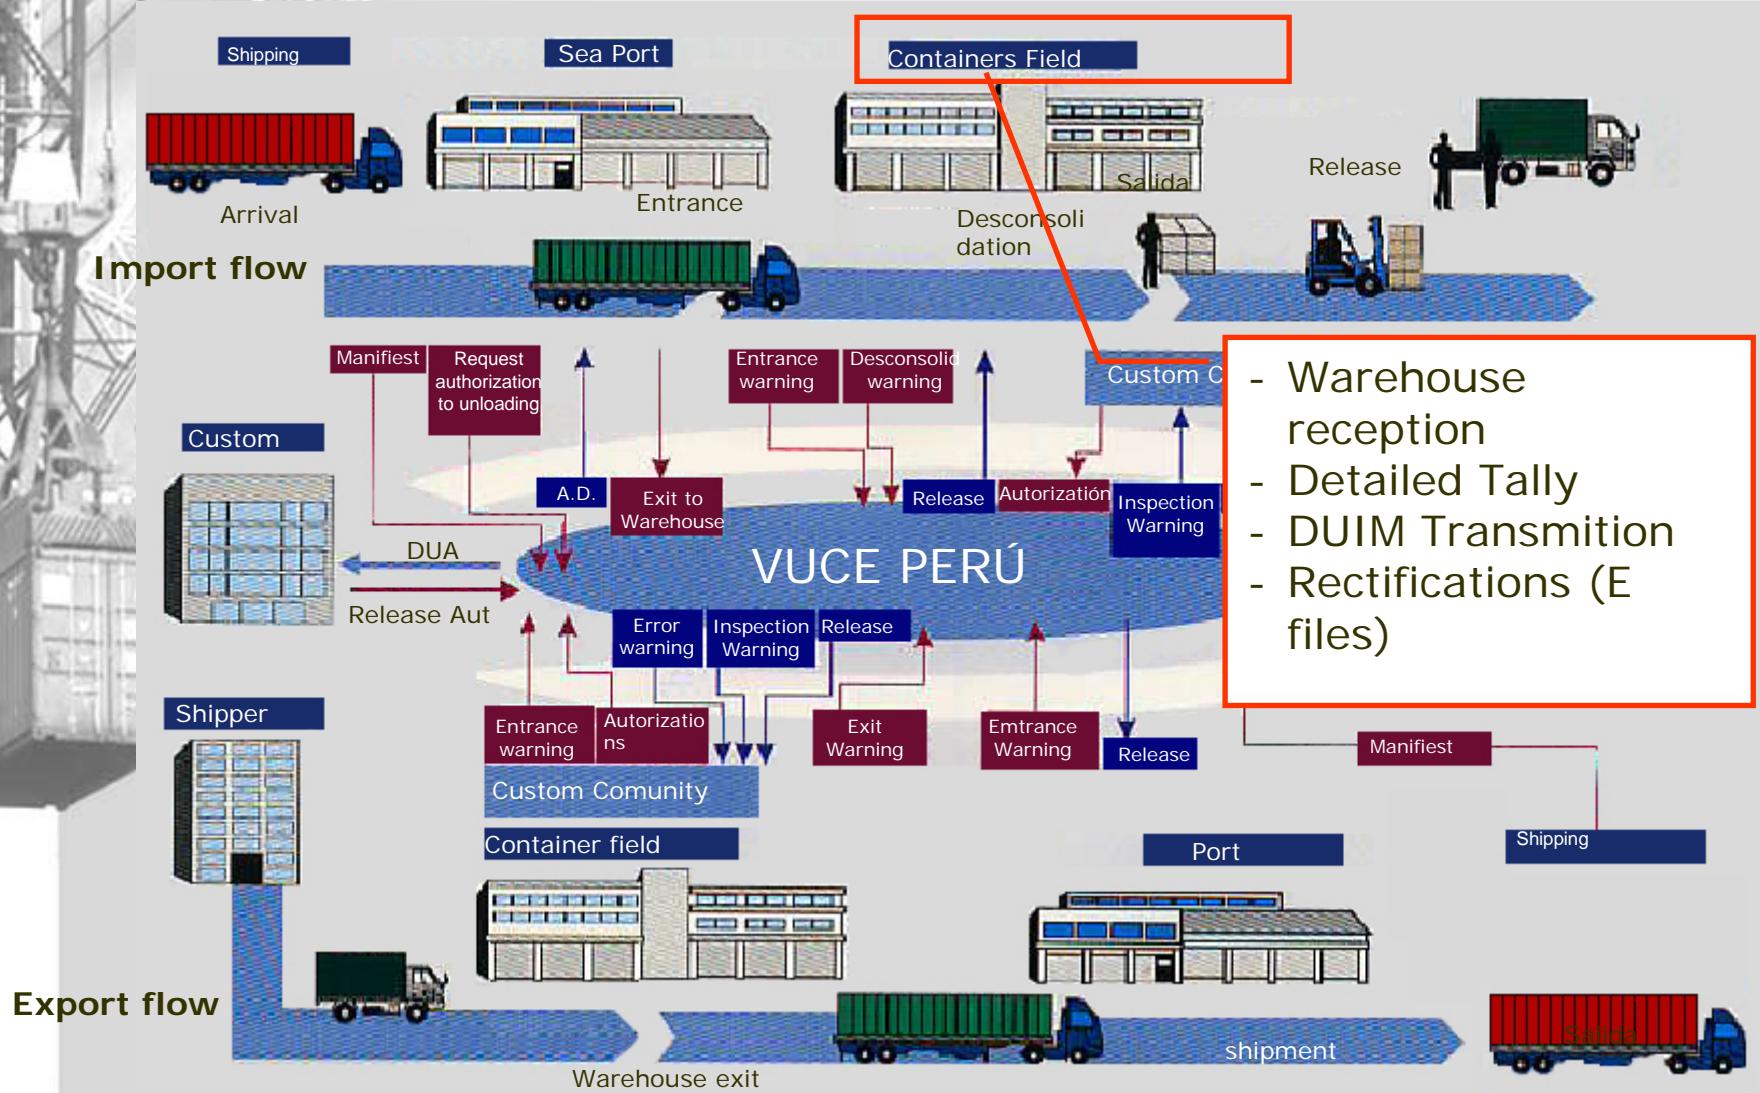 Shipping
Sea Port
Containers Field
Release
Salida
Arrival
Entrance
Desconsoli
dation
Import flow
Manifiest
Request
authorization
to unloading
Entrance
warning
Desconsolid
warning
Custom C
- Warehouse
reception
- Detailed Tally
- DUIM Transmition
- Rectifications (E
files)
Custom
A.D.
Exit to
Warehouse
Release
Autorizatión
Inspection
Warning
DUA
VUCE PERÚ
Release Aut
Error
warning
Inspection
Warning
Release
Shipper
Entrance
warning
Autorizatio
ns
Exit
Warning
Emtrance
Warning
Release
Manifiest
Custom Comunity
Container field
Port
Shipping
Export flow
shipment
Salida
Warehouse exit